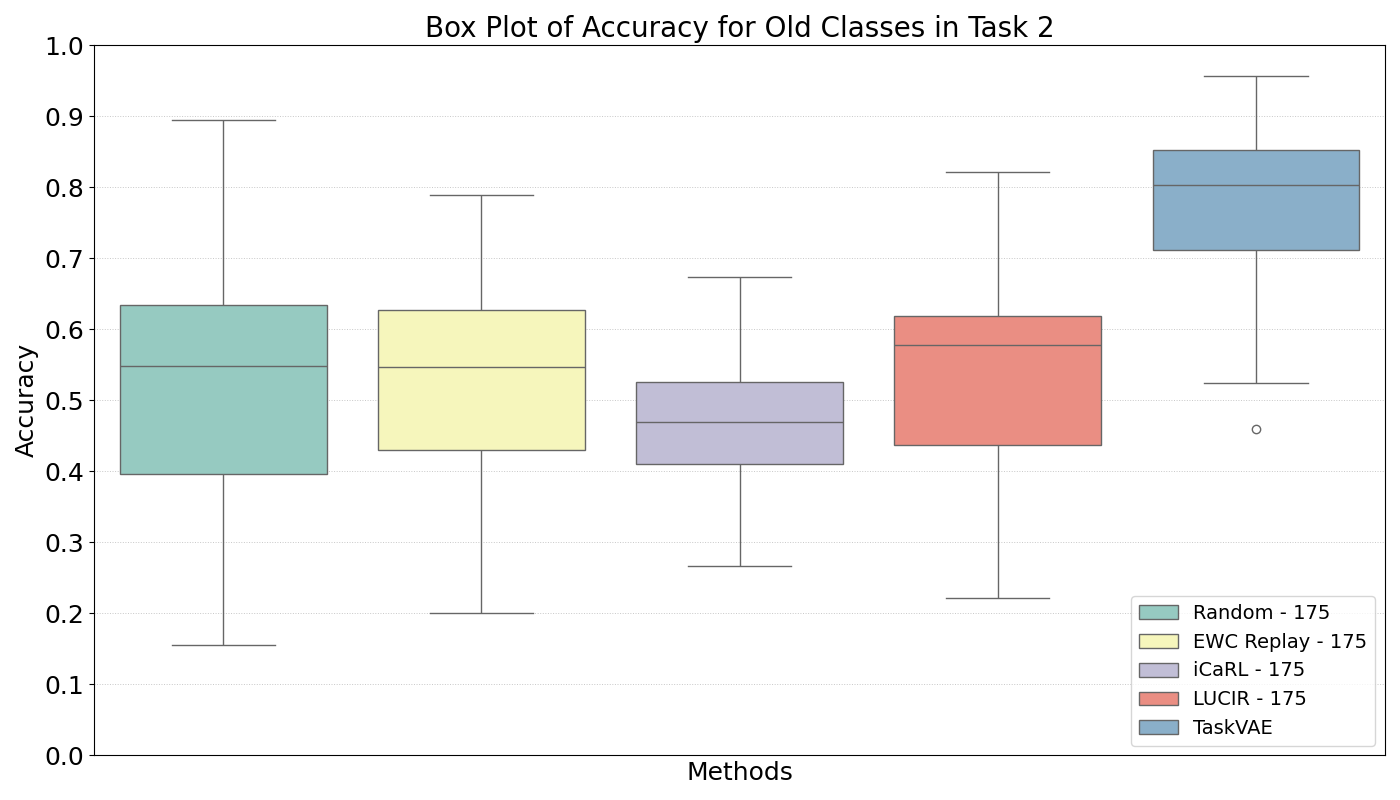 Box Plot of Accuracy for Old Classes in Task 2
1.0
0.9
0.8
0.7
0.6
0.5
0.4
0.3
0.2
0.1
0.0
Accuracy
Methods
Random - 175
EWC Replay - 175
iCaRL - 175
LUCIR - 175
TaskVAE